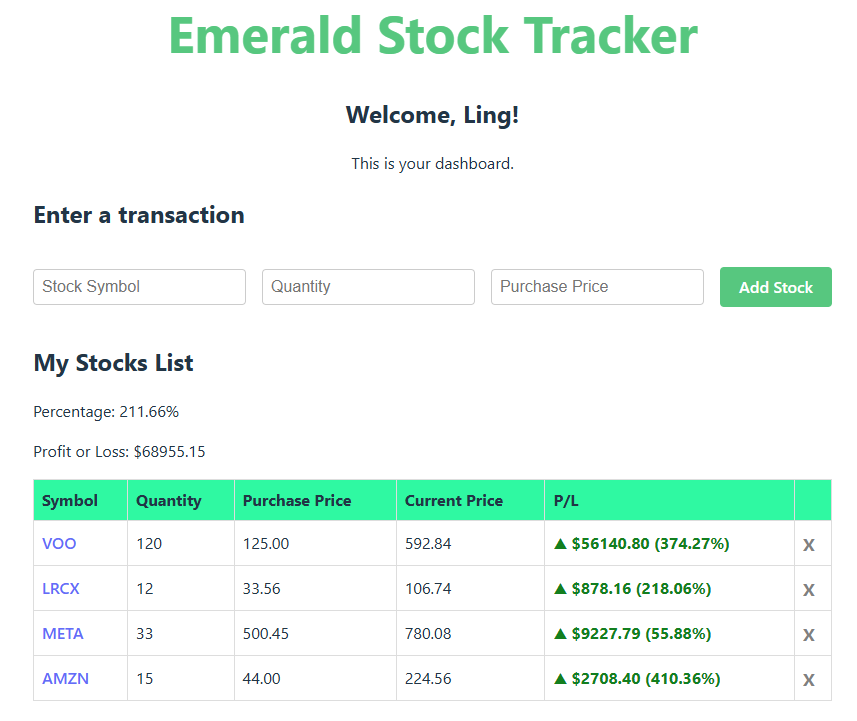 Emerald Stock Tracker
Welcome, Ling!
This is your dashboard.
Enter a transaction
Stock Symbol Quantity Purchase Price Add Stock
My Stocks List
Percentage: 211.66%
Profit or Loss: $68955.15
Symbol Quantity Purchase Price Current Price P/L
VOO 120 125.00 592.84 ▲ $56140.80 (374.27%) X
LRCX 12 33.56 106.74 ▲ $878.16 (218.06%) X
META 33 500.45 780.08 ▲ $9227.79 (55.88%) X
AMZN 15 44.00 224.56 ▲ $2708.40 (410.36%) X